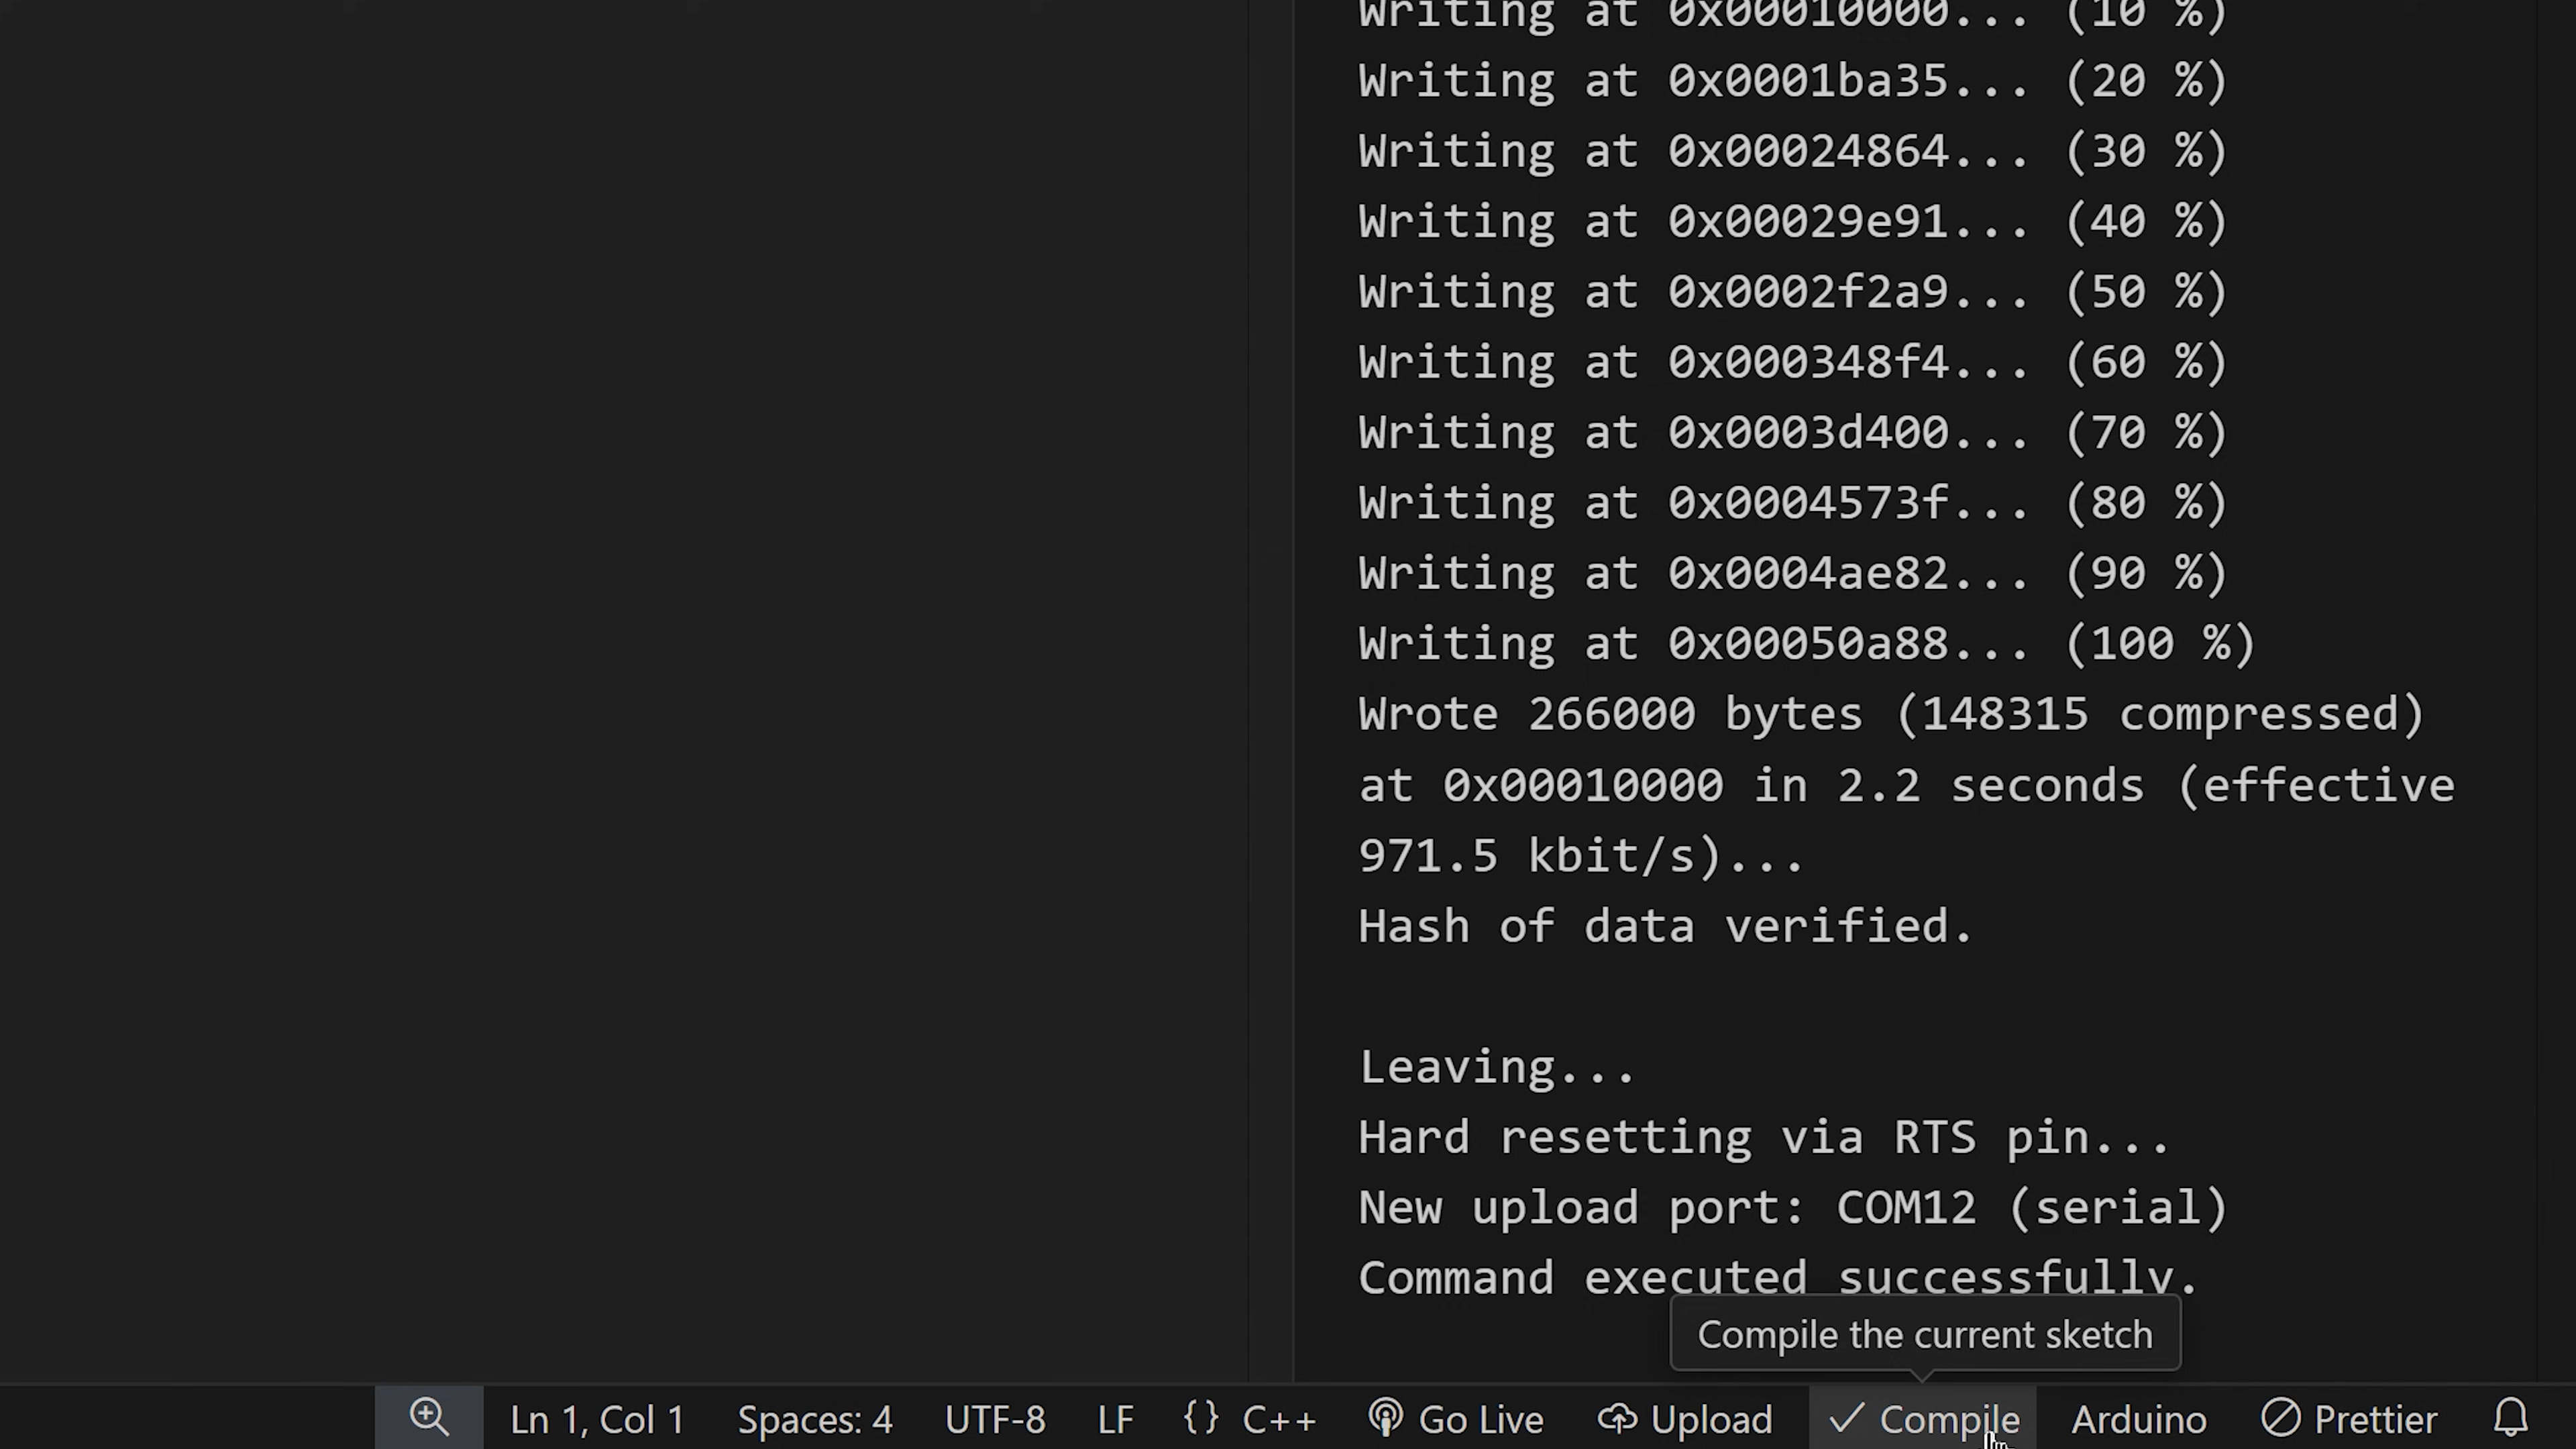 Writing at 0x00010000... (10 %)
Writing at 0x0001ba35... (20 %)
Writing at 0x00024864... (30 %)
Writing at 0x00029e91... (40 %)
Writing at 0x0002f2a9... (50 %)
Writing at 0x000348f4... (60 %)
Writing at 0x0003d400... (70 %)
Writing at 0x0004573f... (80 %)
Writing at 0x0004ae82... (90 %)
Writing at 0x00050a88... (100 %)
Wrote 266000 bytes (148315 compressed)
at 0x00010000 in 2.2 seconds (effective
971.5 kbit/s)...
Hash of data verified.
Leaving...
Hard resetting via RTS pin...
New upload port: COM12 (serial)
Command executed successfully.
Compile the current sketch
Ln 1, Col 1 Spaces: 4 UTF-8 LF {} C++ Go Live Upload Compile Arduino Prettier